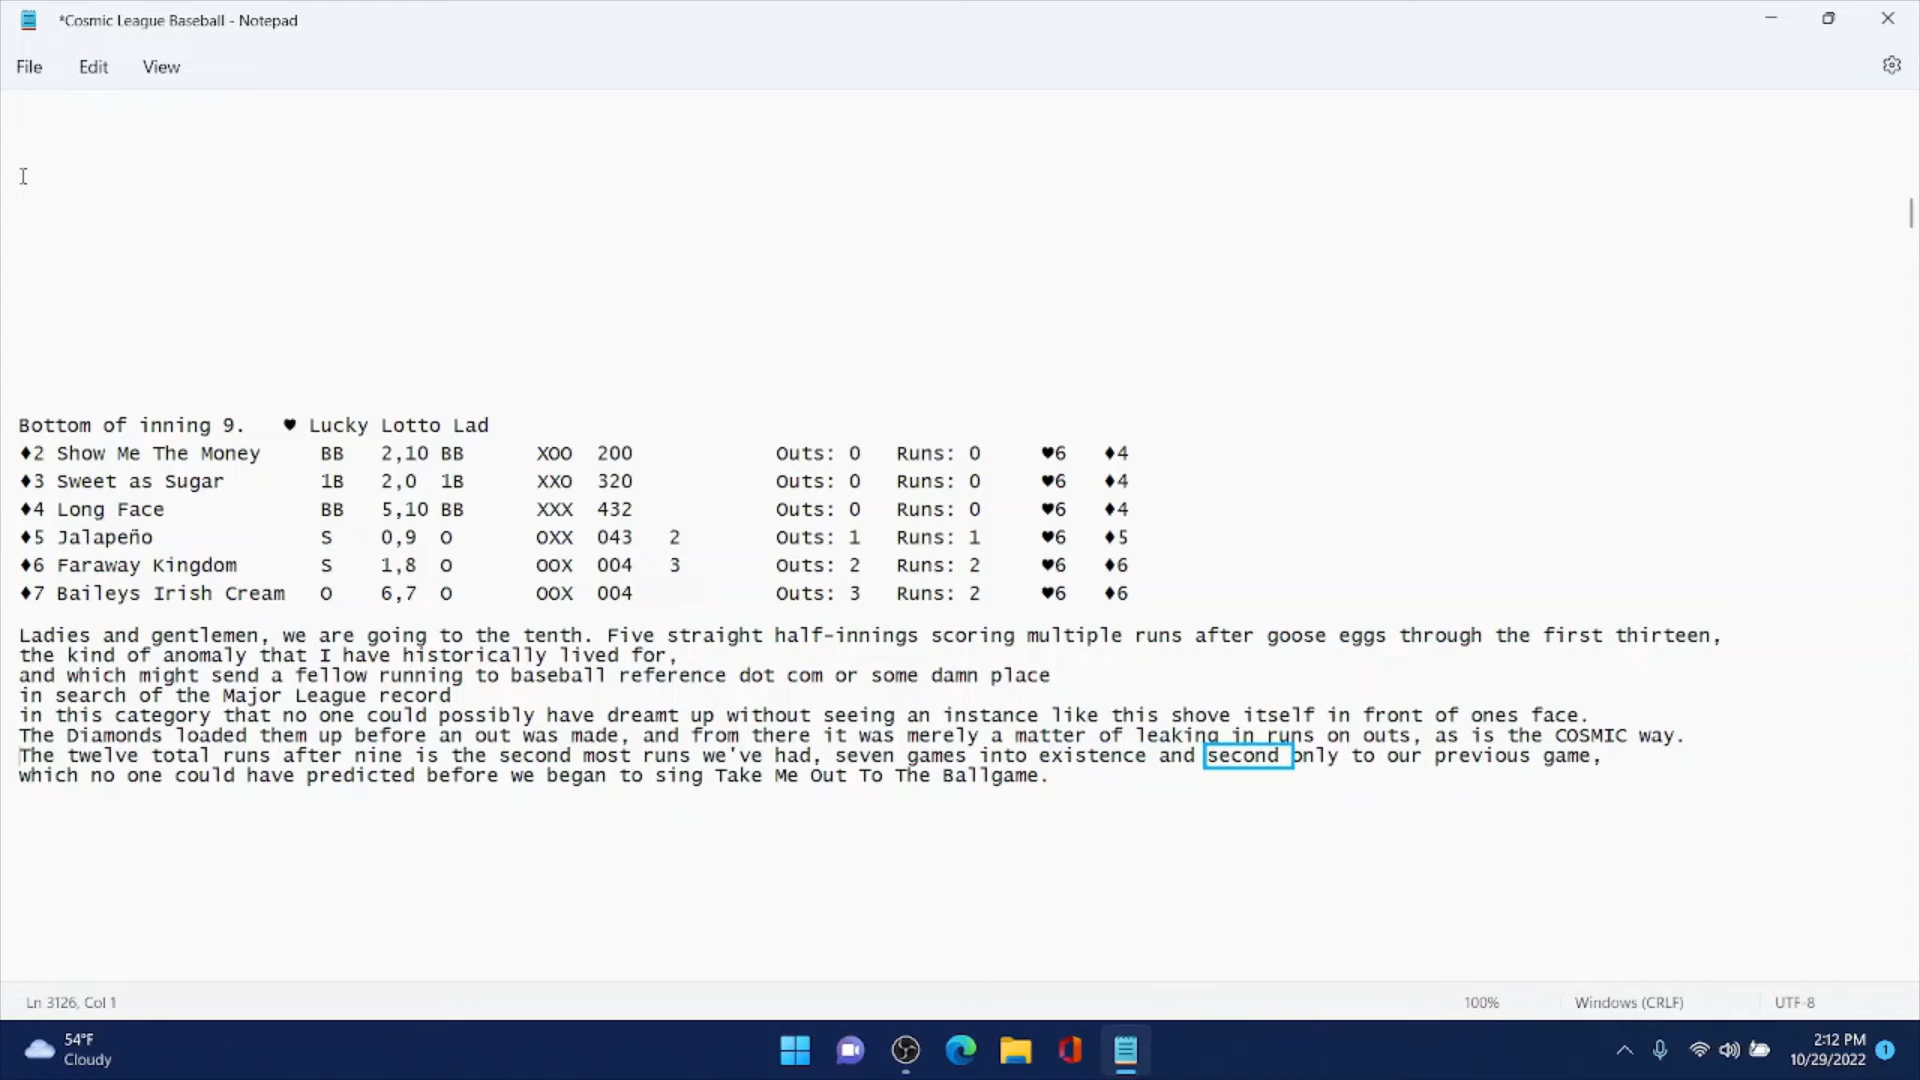 *Cosmic League Baseball - Notepad
File Edit View
Bottom of inning 9. ♥ Lucky Lotto Lad
♦2 Show Me The Money BB 2,10 BB XOO 200 Outs: 0 Runs: 0 ♥6 ♦4
♦3 Sweet as Sugar 1B 2,0 1B XXO 320 Outs: 0 Runs: 0 ♥6 ♦4
♦4 Long Face BB 5,10 BB XXX 432 Outs: 0 Runs: 0 ♥6 ♦4
♦5 Jalapeño S 0,9 O OXX 043 2 Outs: 1 Runs: 1 ♥6 ♦5
♦6 Faraway Kingdom S 1,8 O OOX 004 3 Outs: 2 Runs: 2 ♥6 ♦6
♦7 Baileys Irish Cream O 6,7 O OOX 004 Outs: 3 Runs: 2 ♥6 ♦6
Ladies and gentlemen, we are going to the tenth. Five straight half-innings scoring multiple runs after goose eggs through the first thirteen,
the kind of anomaly that I have historically lived for,
and which might send a fellow running to baseball reference dot com or some damn place
in search of the Major League record
in this category that no one could possibly have dreamt up without seeing an instance like this shove itself in front of ones face.
The Diamonds loaded them up before an out was made, and from there it was merely a matter of leaking in runs on outs, as is the COSMIC way.
The twelve total runs after nine is the second most runs we've had, seven games into existence and second only to our previous game,
which no one could have predicted before we began to sing Take Me Out To The Ballgame.
Ln 3126, Col 1 100% Windows (CRLF) UTF-8
54°F
Cloudy
2:12 PM
10/29/2022
1